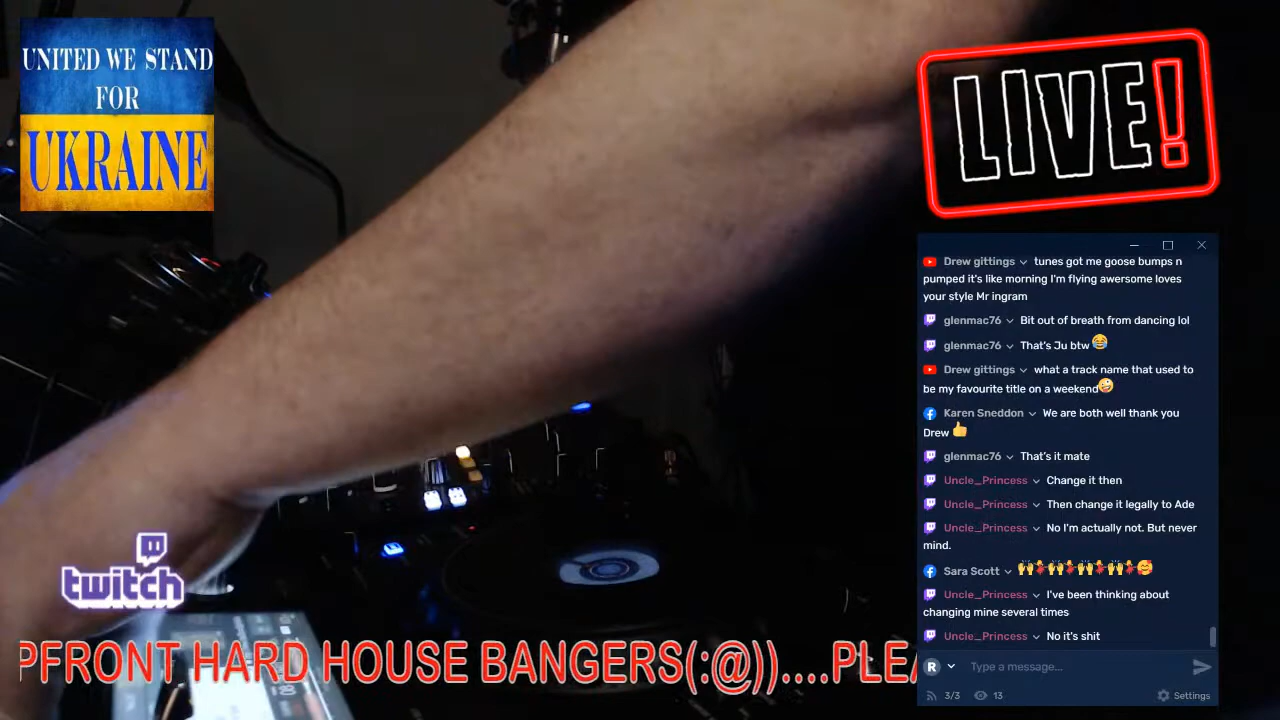 UNITED WE STAND
FOR
UKRAINE
LIVE!
Drew gittings tunes got me goose bumps n
pumped it's like morning I'm flying awersome loves
your style Mr ingram
glenmac76 Bit out of breath from dancing lol
glenmac76 That's Ju btw 😂
Drew gittings what a track name that used to
be my favourite title on a weekend🤪
Karen Sneddon We are both well thank you
Drew 👍
glenmac76 That's it mate
Uncle_Princess Change it then
Uncle_Princess Then change it legally to Ade
Uncle_Princess No I'm actually not. But never
mind.
Sara Scott 🙌💃🙌💃🙌💃🙌💃🥰
Uncle_Princess I've been thinking about
changing mine several times
Uncle_Princess No it's shit
R Type a message...
3/3 13 Settings
twitch
PFRONT HARD HOUSE BANGERS(:@))....PLEA